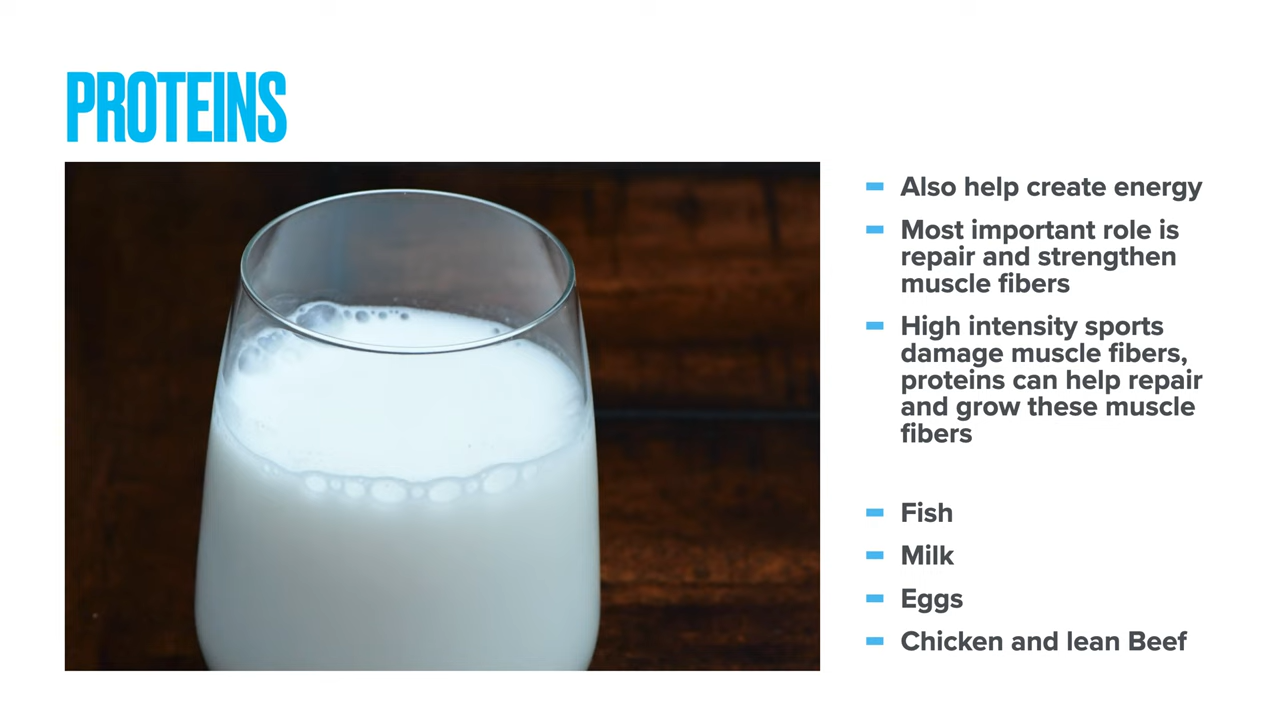 PROTEINS
Also help create energy
Most important role is
repair and strengthen
muscle fibers
High intensity sports
damage muscle fibers,
proteins can help repair
and grow these muscle
fibers
Fish
Milk
Eggs
Chicken and lean Beef